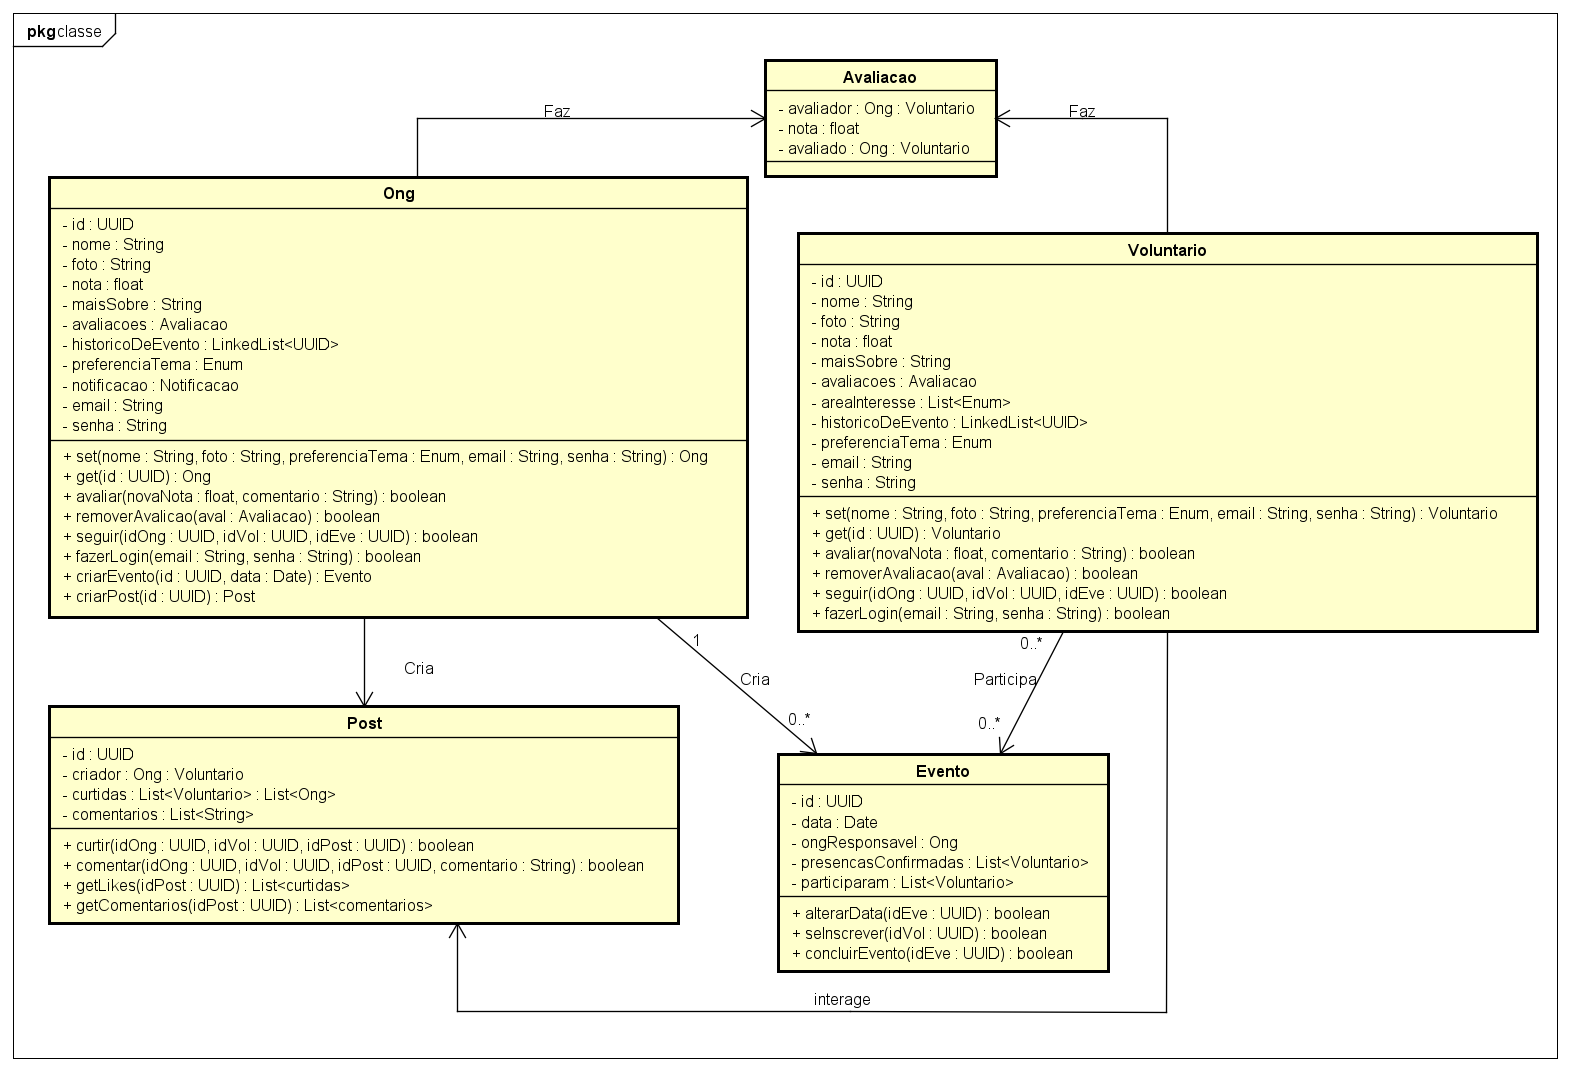 pkg classe
Avaliacao
- avaliador : Ong : Voluntario
- nota : float
- avaliado : Ong : Voluntario
Faz
Faz
Ong
- id : UUID
- nome : String
- foto : String
- nota : float
- maisSobre : String
- avaliacoes : Avaliacao
- historicoDeEvento : LinkedList<UUID>
- preferenciaTema : Enum
- notificacao : Notificacao
- email : String
- senha : String
+ set(nome : String, foto : String, preferenciaTema : Enum, email : String, senha : String) : Ong
+ get(id : UUID) : Ong
+ avaliar(novaNota : float, comentario : String) : boolean
+ removerAvalicao(aval : Avaliacao) : boolean
+ seguir(idOng : UUID, idVol : UUID, idEve : UUID) : boolean
+ fazerLogin(email : String, senha : String) : boolean
+ criarEvento(id : UUID, data : Date) : Evento
+ criarPost(id : UUID) : Post
Voluntario
- id : UUID
- nome : String
- foto : String
- nota : float
- maisSobre : String
- avaliacoes : Avaliacao
- areaInteresse : List<Enum>
- historicoDeEvento : LinkedList<UUID>
- preferenciaTema : Enum
- email : String
- senha : String
+ set(nome : String, foto : String, preferenciaTema : Enum, email : String, senha : String) : Voluntario
+ get(id : UUID) : Voluntario
+ avaliar(novaNota : float, comentario : String) : boolean
+ removerAvaliacao(aval : Avaliacao) : boolean
+ seguir(idOng : UUID, idVol : UUID, idEve : UUID) : boolean
+ fazerLogin(email : String, senha : String) : boolean
Cria
1
Cria
0..*
0..*
Participa
0..*
Post
- id : UUID
- criador : Ong : Voluntario
- curtidas : List<Voluntario> : List<Ong>
- comentarios : List<String>
+ curtir(idOng : UUID, idVol : UUID, idPost : UUID) : boolean
+ comentar(idOng : UUID, idVol : UUID, idPost : UUID, comentario : String) : boolean
+ getLikes(idPost : UUID) : List<curtidas>
+ getComentarios(idPost : UUID) : List<comentarios>
Evento
- id : UUID
- data : Date
- ongResponsavel : Ong
- presencasConfirmadas : List<Voluntario>
- participaram : List<Voluntario>
+ alterarData(idEve : UUID) : boolean
+ seInscrever(idVol : UUID) : boolean
+ concluirEvento(idEve : UUID) : boolean
interage